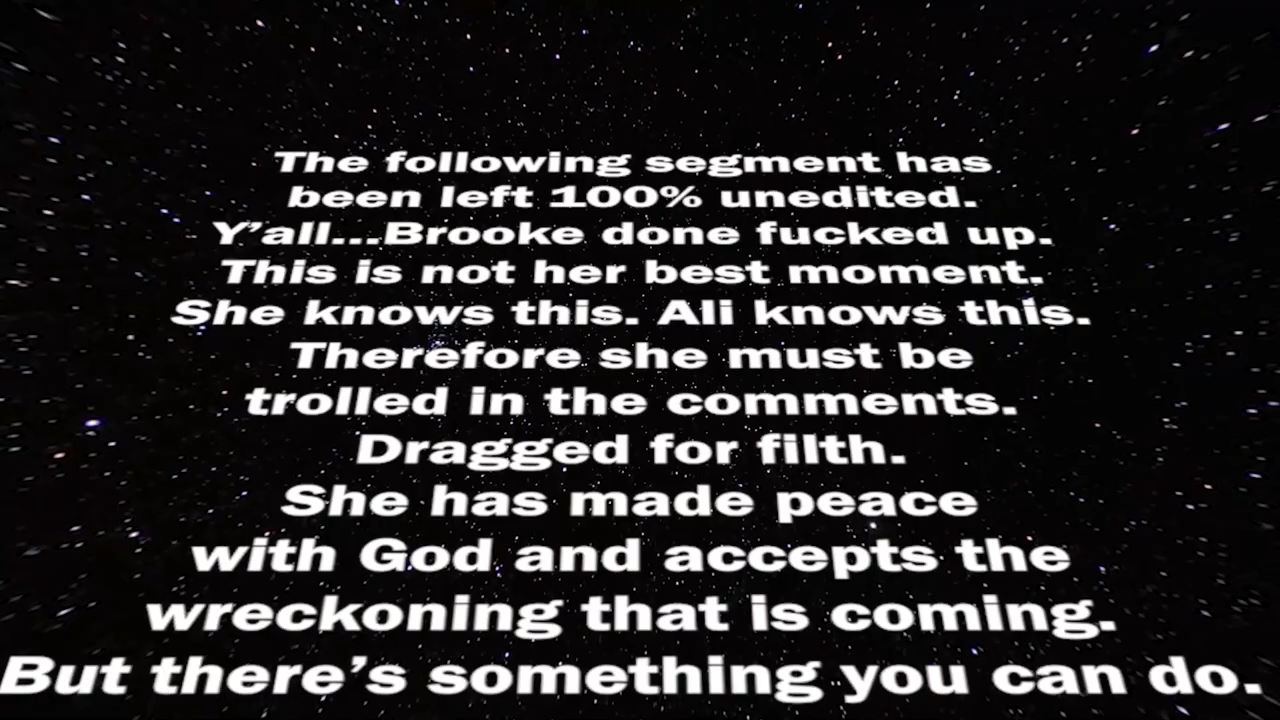 The following segment has
been left 100% unedited.
Y'all...Brooke done fucked up.
This is not her best moment.
She knows this. Ali knows this.
Therefore she must be
trolled in the comments.
Dragged for filth.
She has made peace
with God and accepts the
wreckoning that is coming.
But there's something you can do.